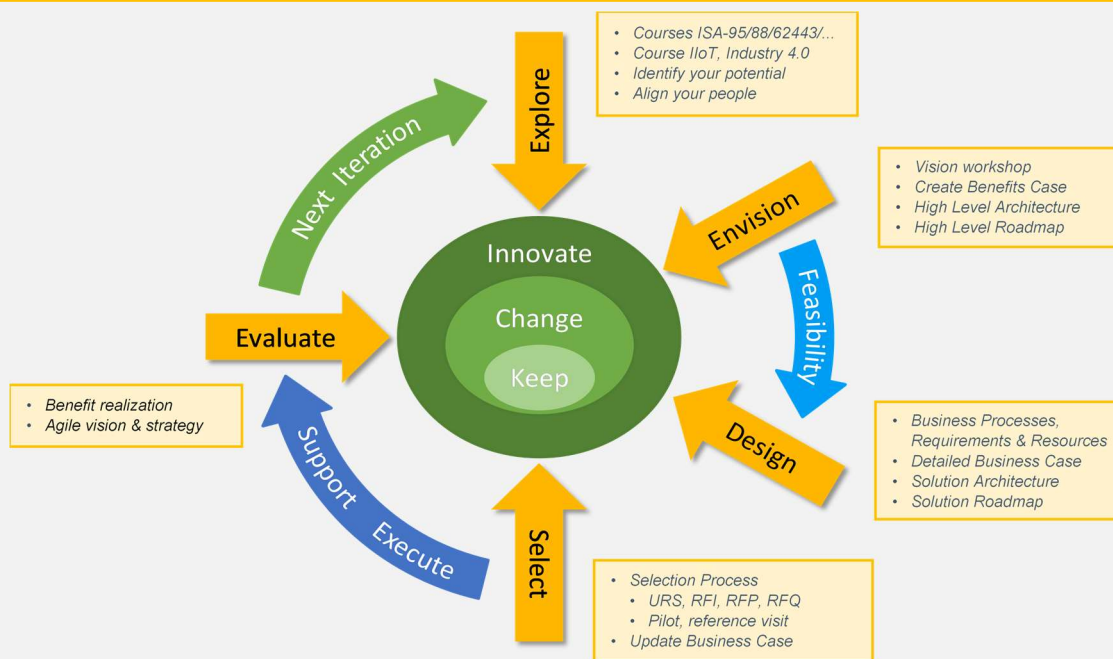 • Courses ISA-95/88/62443/...
• Course IIoT, Industry 4.0
• Identify your potential
• Align your people
Explore
Next Iteration
• Vision workshop
• Create Benefits Case
• High Level Architecture
• High Level Roadmap
Envision
Innovate
Feasibility
Change
Evaluate
Keep
• Benefit realization
• Agile vision & strategy
Design
• Business Processes,
Requirements & Resources
• Detailed Business Case
• Solution Architecture
• Solution Roadmap
Support Execute
Select
• Selection Process
• URS, RFI, RFP, RFQ
• Pilot, reference visit
• Update Business Case